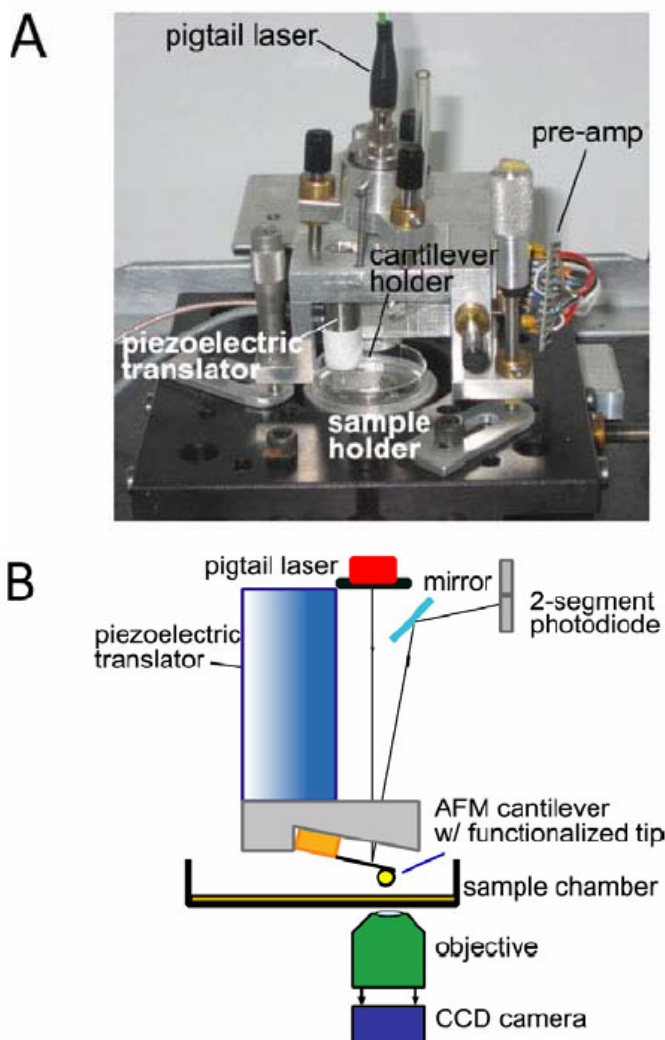 A
pigtail laser
pre-amp
cantilever
holder
piezoelectric
translator
sample
holder
B
pigtail laser
mirror
2-segment
photodiode
piezoelectric
translator
AFM cantilever
w/ functionalized tip
sample chamber
objective
CCD camera